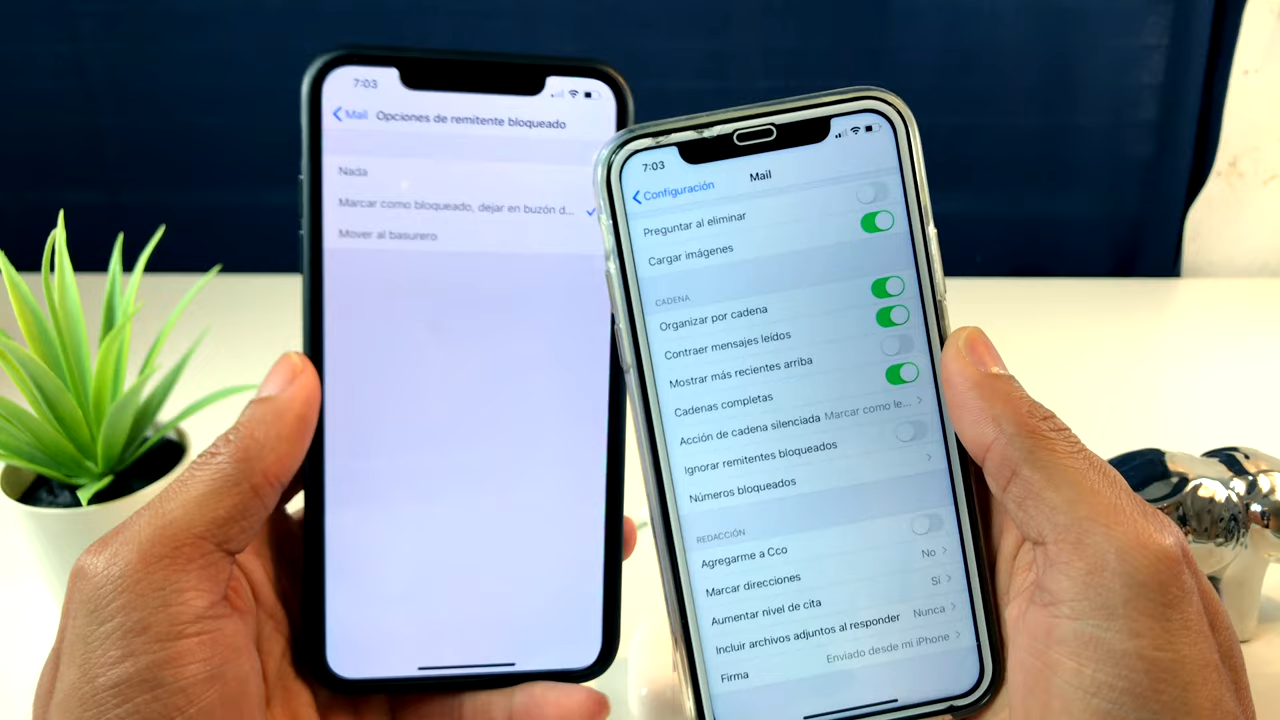 7:03
Mail Opciones de remitente bloqueado
Nada
Marcar como bloqueado, dejar en buzón d...
Mover al basurero
7:03
Configuración Mail
Preguntar al eliminar
Cargar imágenes
CADENA
Organizar por cadena
Contraer mensajes leídos
Mostrar más recientes arriba
Cadenas completas
Acción de cadena silenciada Marcar como le...
Ignorar remitentes bloqueados
Números bloqueados
REDACCIÓN
Agregarme a Cco
Marcar direcciones No
Aumentar nivel de cita Sí
Incluir archivos adjuntos al responder Nunca
Firma Enviado desde mi iPhone